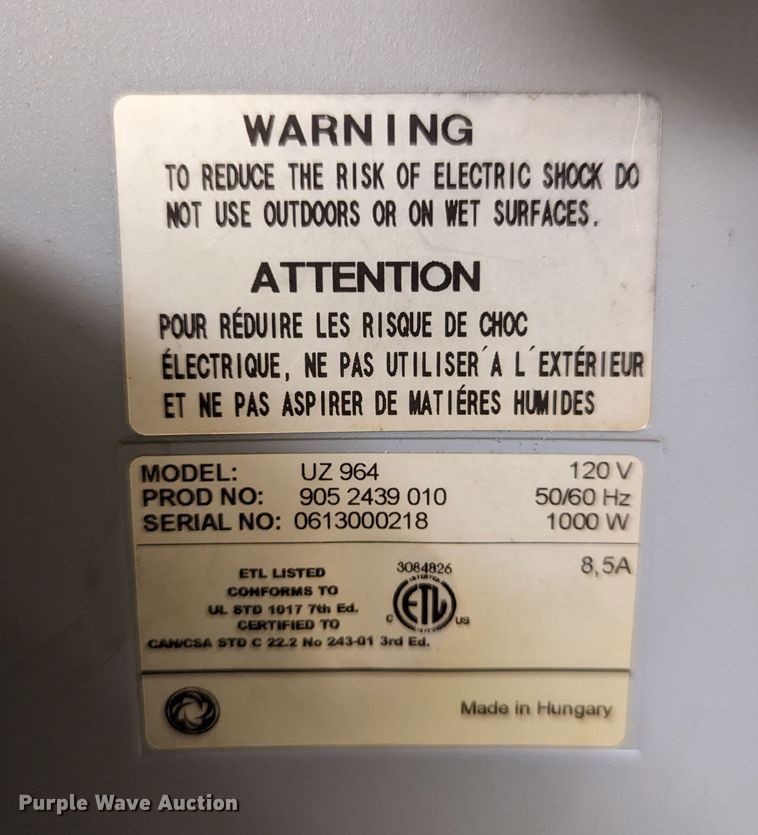 WARNING
TO REDUCE THE RISK OF ELECTRIC SHOCK DO
NOT USE OUTDOORS OR ON WET SURFACES.
ATTENTION
POUR RÉDUIRE LES RISQUE DE CHOC
ÉLECTRIQUE, NE PAS UTILISER´A L´EXTÉRIEUR
ET NE PAS ASPIRER DE MATIÉRES HUMIDES
MODEL: UZ 964 120 V
PROD NO: 905 2439 010 50/60 Hz
SERIAL NO: 0613000218 1000 W
8,5A
3084826
ETL LISTED
CONFORMS TO
UL STD 1017 7th Ed.
CERTIFIED TO
CAN/CSA STD C 22.2 No 243-01 3rd Ed.
C ETL US
Made in Hungary
Purple Wave Auction